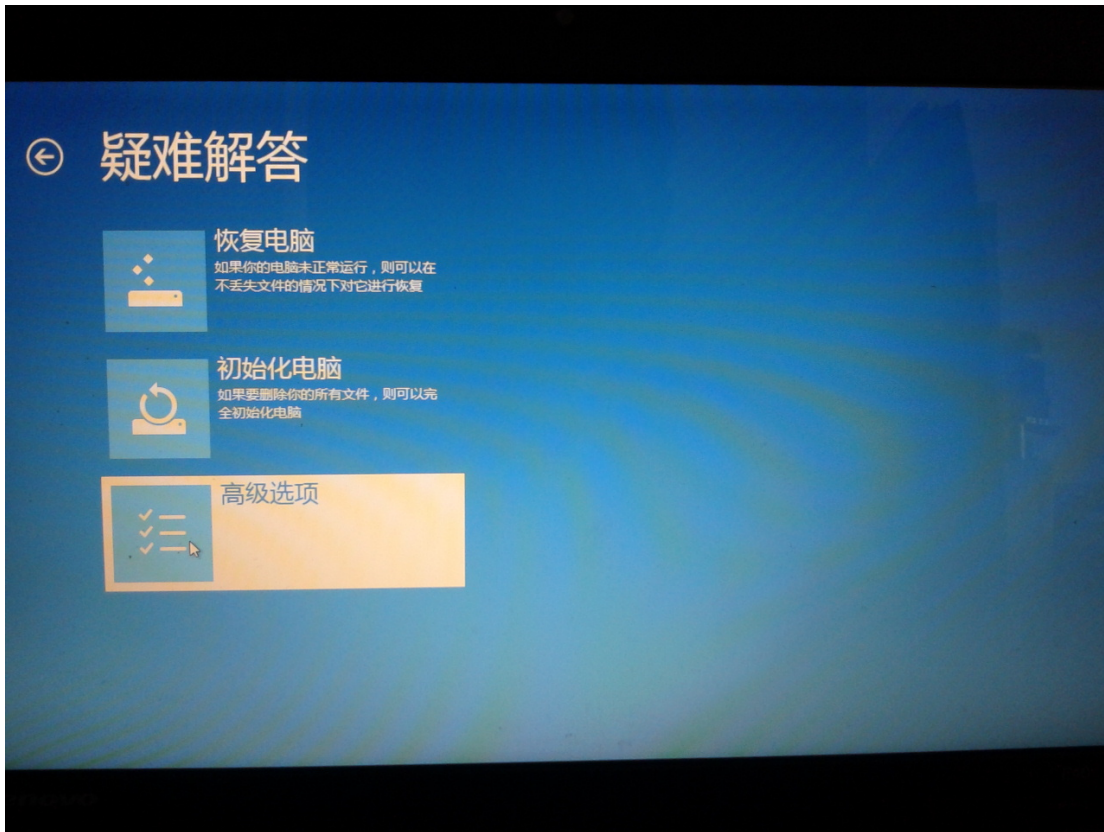 疑难解答
恢复电脑
如果你的电脑未正常运行，则可以在
不丢失文件的情况下对它进行恢复
初始化电脑
如果要删除你的所有文件，则可以完
全初始化电脑
高级选项